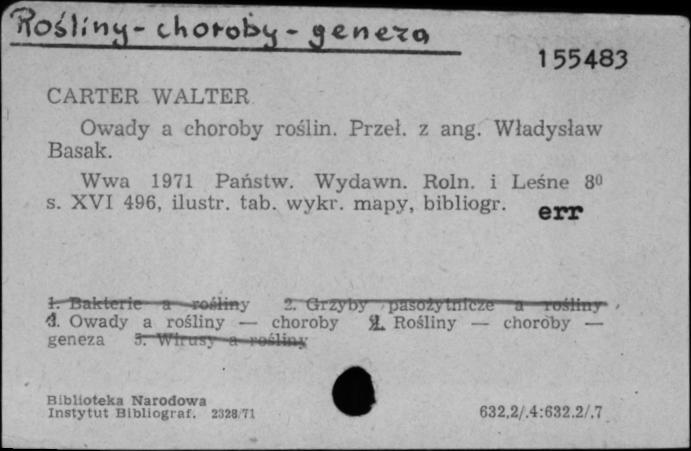 Rośliny - choroby - geneza
155483
CARTER WALTER
Owady a choroby roślin. Przeł. z ang. Władysław
Basak.
Wwa 1971 Państw. Wydawn. Roln. i Leśne 8⁰
s. XVI 496, ilustr. tab. wykr. mapy, bibliogr.
err
1. Bakterie a rośliny 2. Grzyby pasożytnicze a rośliny
1. Owady a rośliny — choroby 2. Rośliny — choroby —
geneza 5. Wirusy a rośliny
Biblioteka Narodowa
Instytut Bibliograf. 2328/71
632,2/.4:632.2/.7